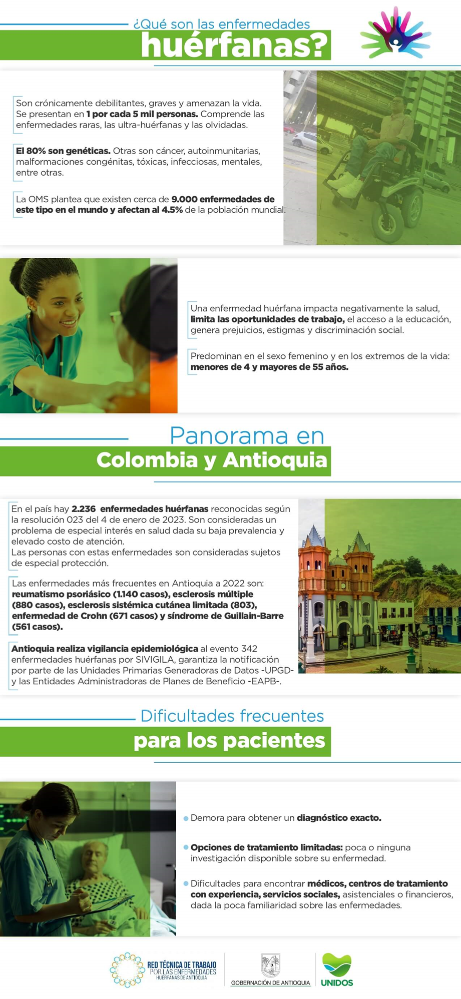 ¿Qué son las enfermedades
huérfanas?
Son crónicamente debilitantes, graves y amenazan la vida.
Se presentan en 1 por cada 5 mil personas. Comprende las
enfermedades raras, las ultra-huérfanas y las olvidadas.
El 80% son genéticas. Otras son cáncer, autoinmunitarias,
malformaciones congénitas, tóxicas, infecciosas, mentales,
entre otras.
La OMS plantea que existen cerca de 9.000 enfermedades de
este tipo en el mundo y afectan al 4.5% de la población mundial.
Una enfermedad huérfana impacta negativamente la salud,
limita las oportunidades de trabajo, el acceso a la educación,
genera prejuicios, estigmas y discriminación social.
Predominan en el sexo femenino y en los extremos de la vida:
menores de 4 y mayores de 55 años.
Panorama en
Colombia y Antioquia
En el país hay 2.236 enfermedades huérfanas reconocidas según
la resolución 023 del 4 de enero de 2023. Son consideradas un
problema de especial interés en salud dada su baja prevalencia y
elevado costo de atención.
Las personas con estas enfermedades son consideradas sujetos
de especial protección.
Las enfermedades más frecuentes en Antioquia a 2022 son:
reumatismo psoriásico (1.140 casos), esclerosis múltiple
(880 casos), esclerosis sistémica cutánea limitada (803),
enfermedad de Crohn (671 casos) y síndrome de Guillain-Barre
(561 casos).
Antioquia realiza vigilancia epidemiológica al evento 342
enfermedades huérfanas por SIVIGILA, garantiza la notificación
por parte de las Unidades Primarias Generadoras de Datos -UPGD-
y las Entidades Administradoras de Planes de Beneficio -EAPB-.
Dificultades frecuentes
para los pacientes
Demora para obtener un diagnóstico exacto.
Opciones de tratamiento limitadas: poca o ninguna
investigación disponible sobre su enfermedad.
Dificultades para encontrar médicos, centros de tratamiento
con experiencia, servicios sociales, asistenciales o financieros,
dada la poca familiaridad sobre las enfermedades.
RED TÉCNICA DE TRABAJO
POR LAS ENFERMEDADES
HUERFANAS DE ANTIOQUIA
GOBERNACIÓN DE ANTIOQUIA
UNIDOS